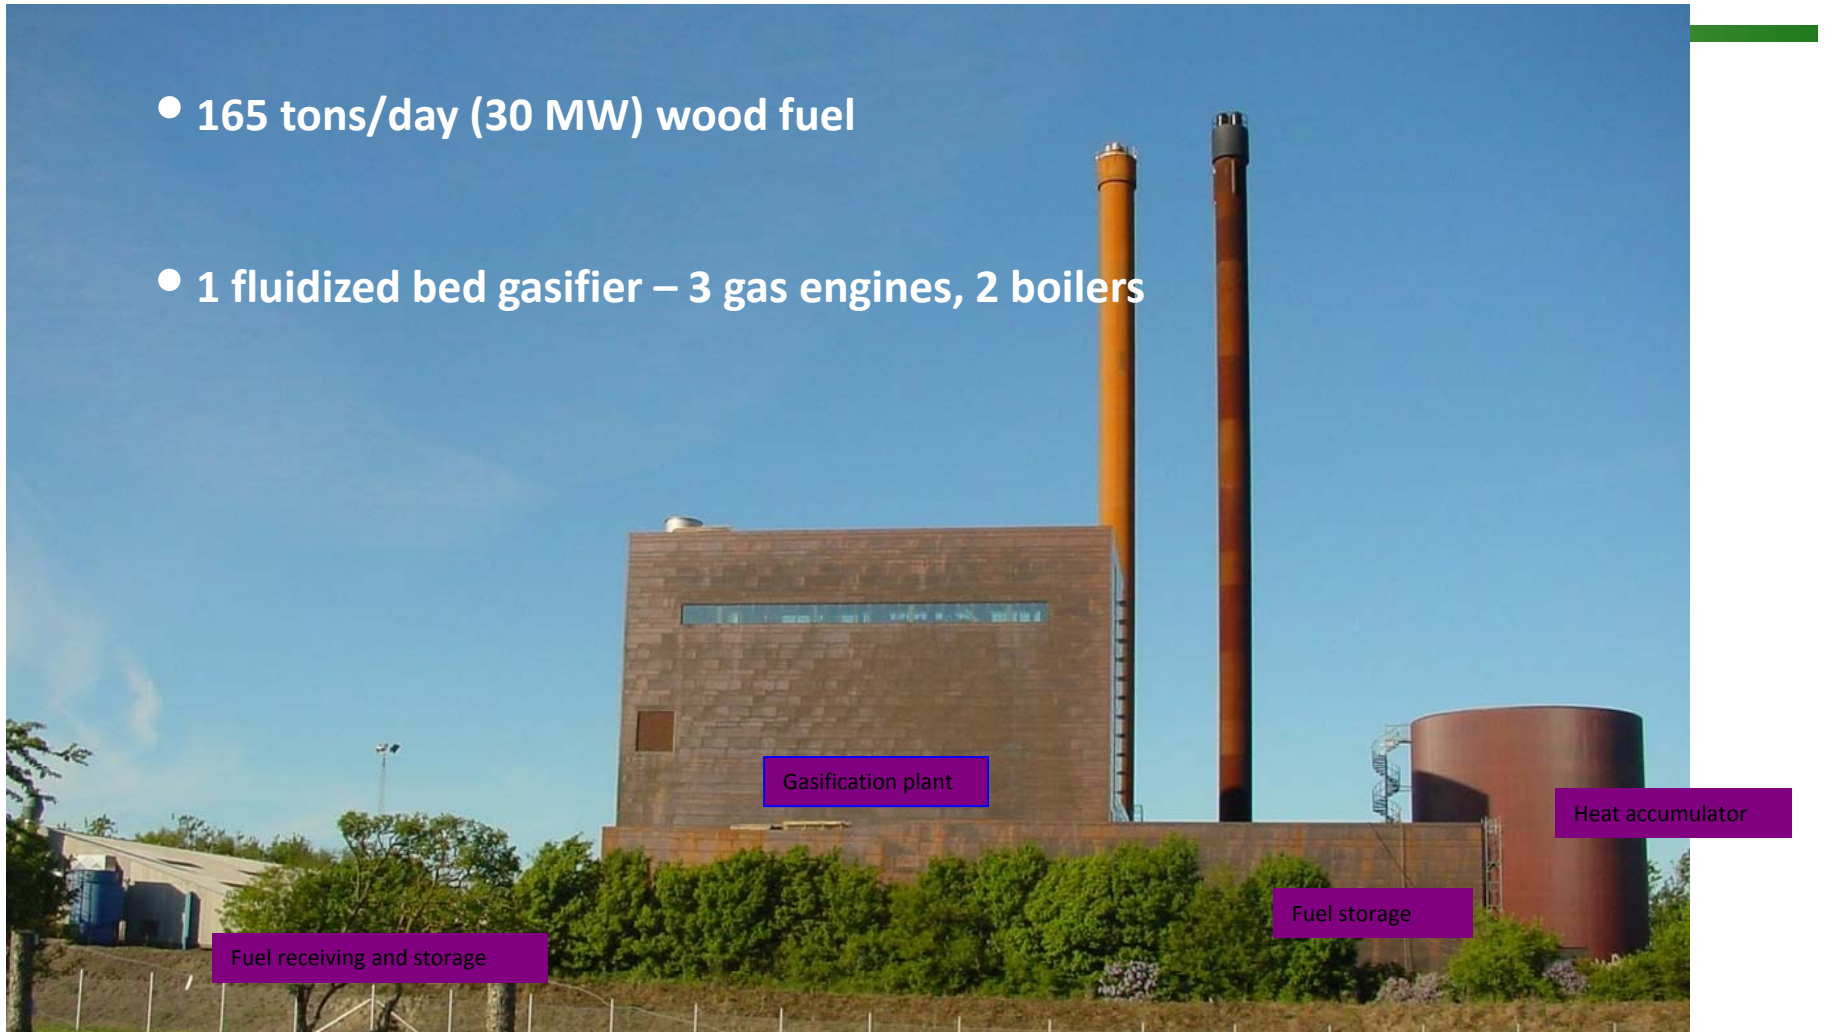 • 165 tons/day (30 MW) wood fuel
• 1 fluidized bed gasifier – 3 gas engines, 2 boilers
Gasification plant
Heat accumulator
Fuel storage
Fuel receiving and storage